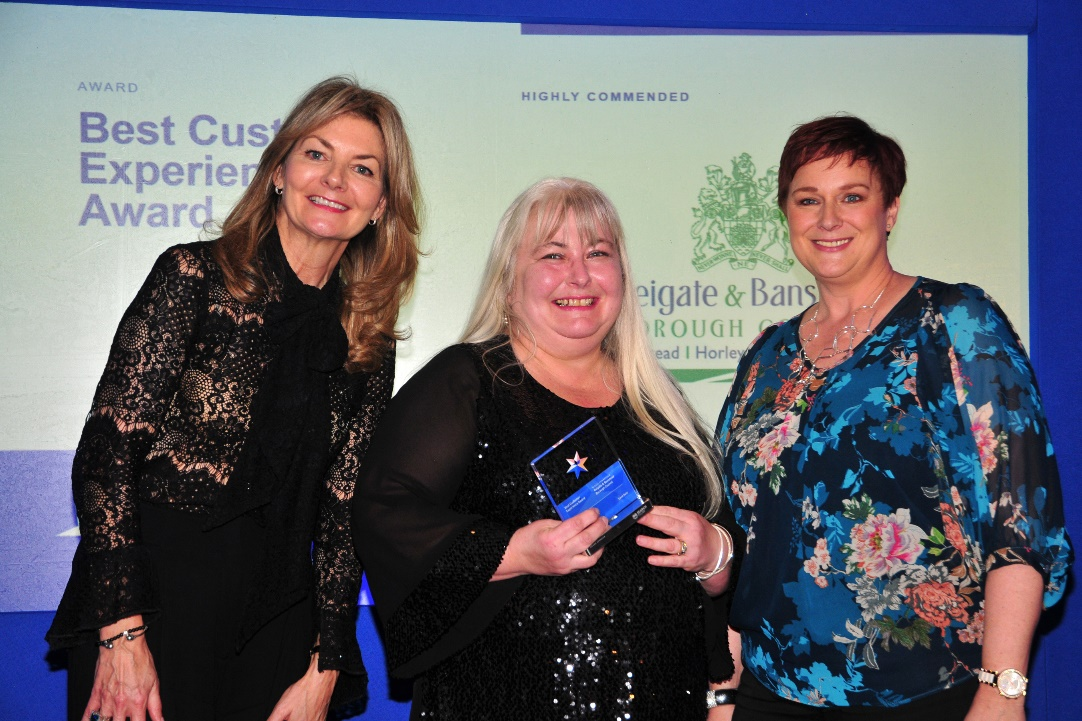 AWARD
Best Cust
Experien
Award
HIGHLY COMMENDED
eigate & Bans
OROUGH C
ead | Horley